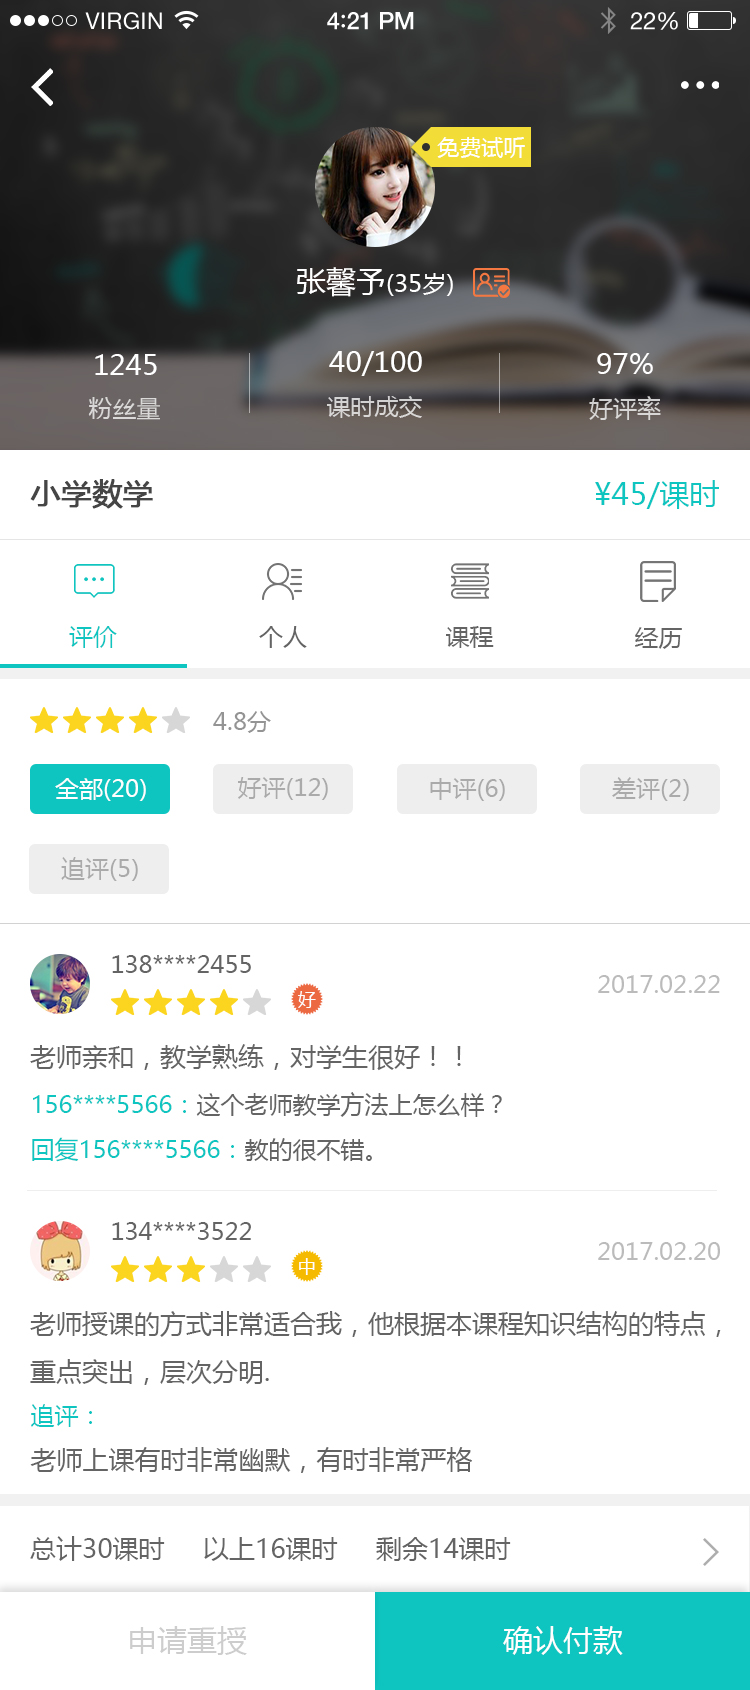 VIRGIN 4:21 PM 22%
免费试听
张馨予(35岁)
1245 40/100 97%
粉丝量 课时成交 好评率
小学数学 ¥45/课时
评价 个人 课程 经历
4.8分
全部(20) 好评(12) 中评(6) 差评(2)
追评(5)
138****2455
好 2017.02.22
老师亲和，教学熟练，对学生很好！！
156****5566：这个老师教学方法上怎么样？
回复156****5566：教的很不错。
134****3522
中 2017.02.20
老师授课的方式非常适合我，他根据本课程知识结构的特点，
重点突出，层次分明.
追评：
老师上课有时非常幽默，有时非常严格
总计30课时 以上16课时 剩余14课时
申请重授 确认付款